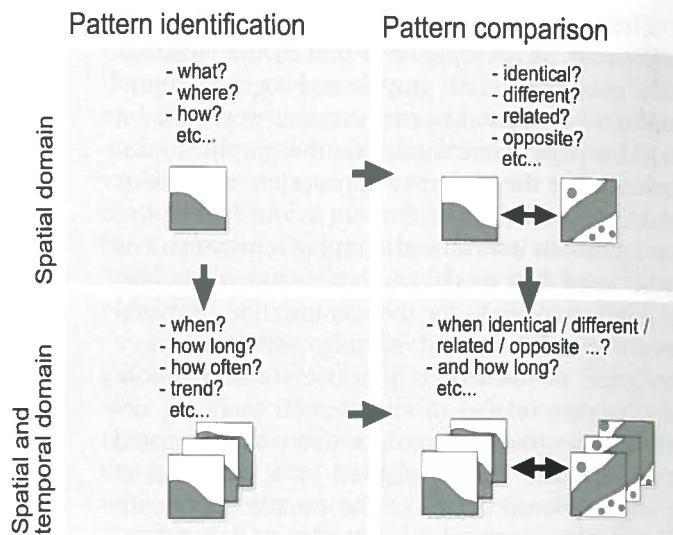 Pattern identification
Pattern comparison
Spatial domain
- what?
- where?
- how?
etc...
- identical?
- different?
- related?
- opposite?
etc...
Spatial and
temporal domain
- when?
- how long?
- how often?
- trend?
etc...
- when identical / different /
related / opposite ...?
- and how long?
etc...